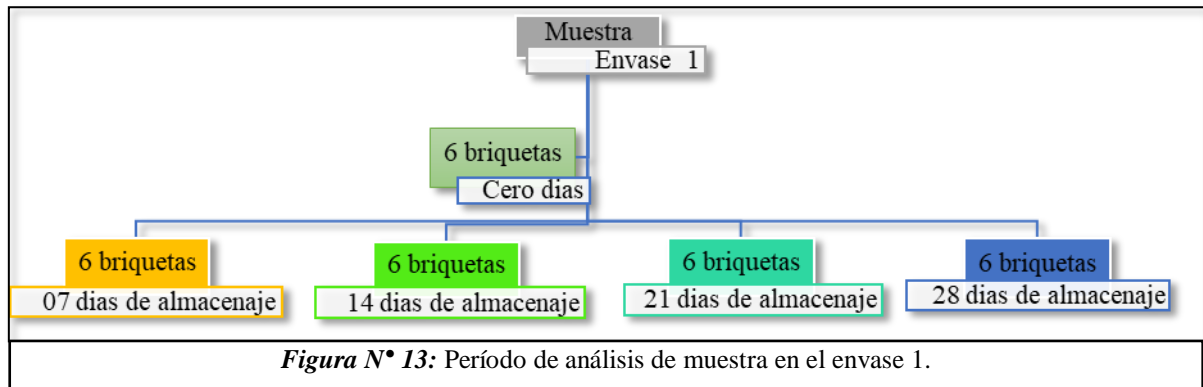 Muestra
Envase 1
6 briquetas
Cero dias
6 briquetas
07 dias de almacenaje
6 briquetas
14 dias de almacenaje
6 briquetas
21 dias de almacenaje
6 briquetas
28 dias de almacenaje
Figura N° 13: Período de análisis de muestra en el envase 1.